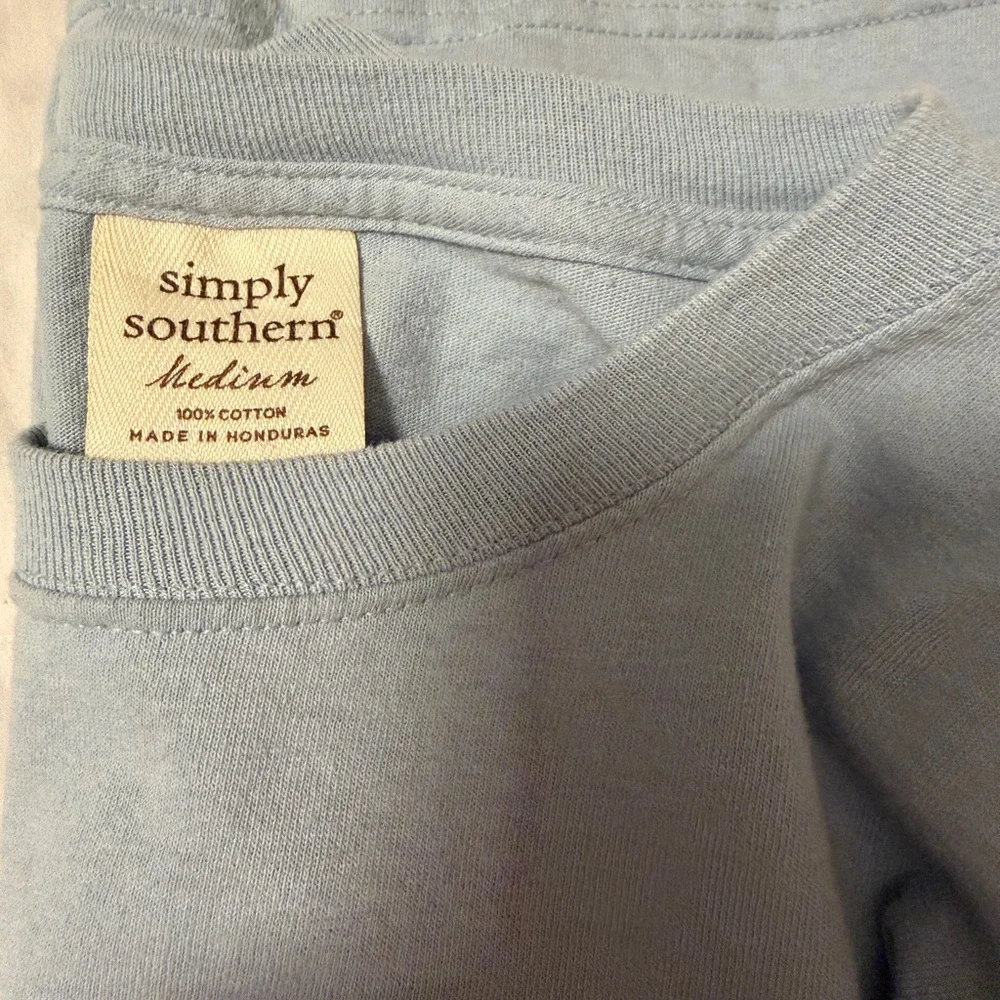 simply
southern®
Medium
100% COTTON
MADE IN HONDURAS